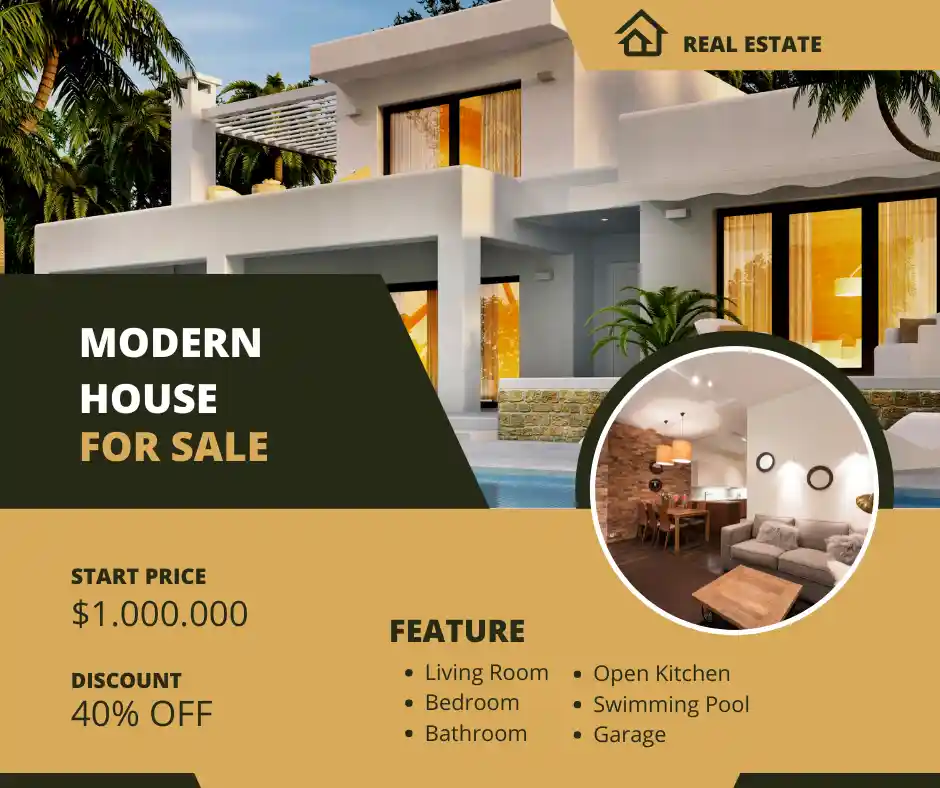 REAL ESTATE
MODERN
HOUSE
FOR SALE
START PRICE
$1.000.000
DISCOUNT
40% OFF
FEATURE
• Living Room
• Bedroom
• Bathroom
• Open Kitchen
• Swimming Pool
• Garage